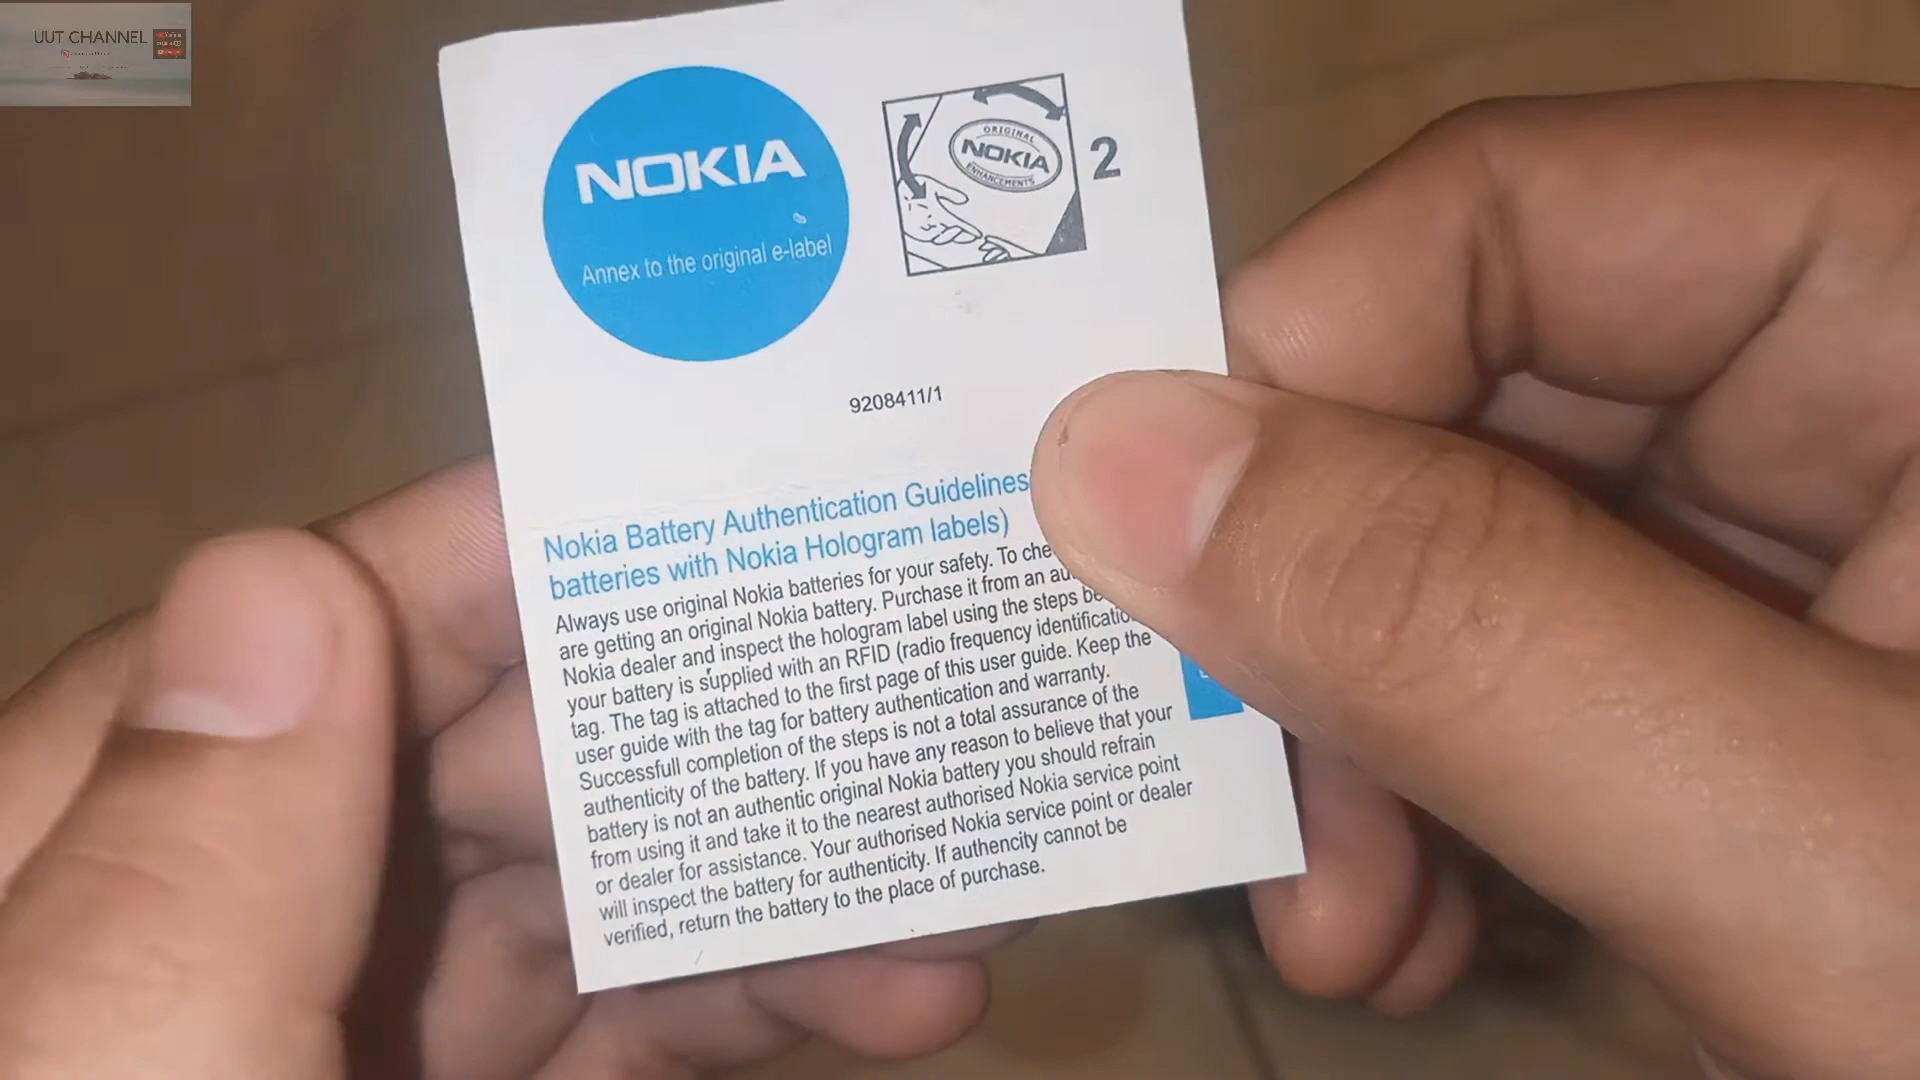 UUT CHANNEL
NOKIA
Annex to the original e-label
ORIGINAL
NOKIA
ENHANCEMENTS
2
9208411/1
Nokia Battery Authentication Guidelines
batteries with Nokia Hologram labels)
Always use original Nokia batteries for your safety. To
are getting an original Nokia battery. Purchase it from an
Nokia dealer and inspect the hologram label using the steps
your battery is supplied with an RFID (radio frequency
tag. The tag is attached to the first page of this user guide. Keep the
user guide with the tag for battery authentication and warranty.
Successfull completion of the steps is not a total assurance of the
authenticity of the battery. If you have any reason to believe that your
battery is not an authentic original Nokia battery you should refrain
from using it and take it to the nearest authorised Nokia service point
or dealer for assistance. Your authorised Nokia service point or dealer
will inspect the battery for authenticity. If authencity cannot be
verified, return the battery to the place of purchase.